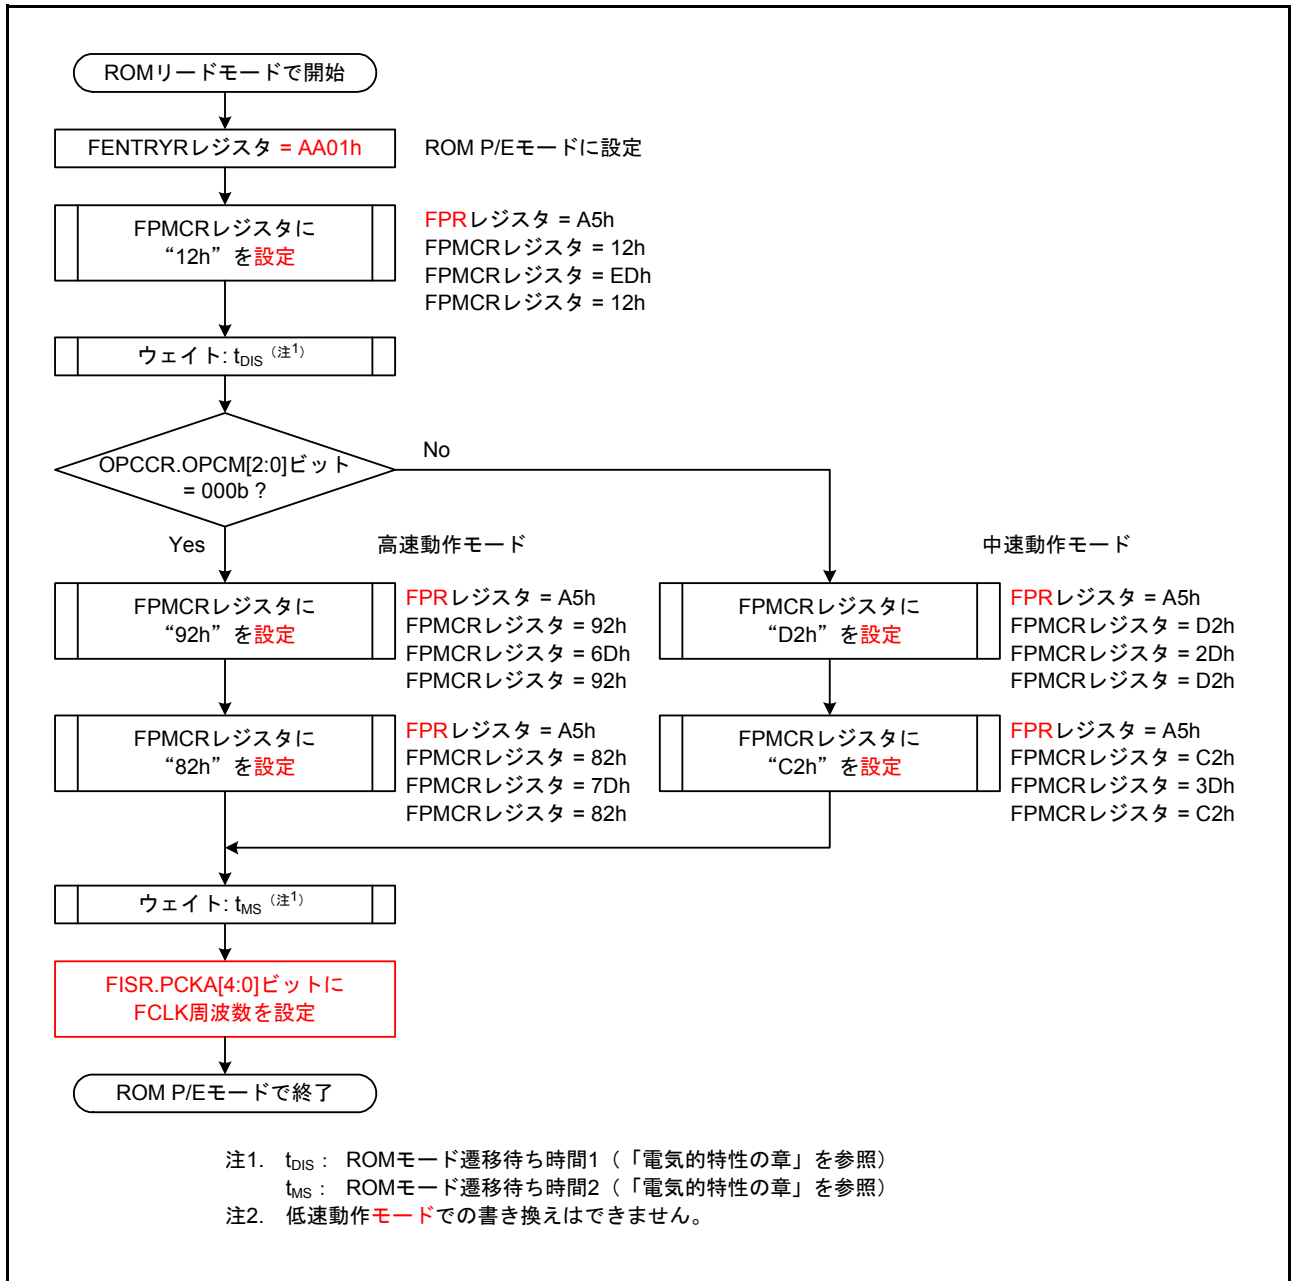 ROMリードモードで開始
FENTRYRレジスタ = AA01h
ROM P/Eモードに設定
FPMCRレジスタに
“12h”を設定
FPRレジスタ = A5h
FPMCRレジスタ = 12h
FPMCRレジスタ = EDh
FPMCRレジスタ = 12h
ウェイト: tDIS（注1）
OPCCR.OPCM[2:0]ビット
= 000b ?
No
Yes
高速動作モード
中速動作モード
FPMCRレジスタに
“92h”を設定
FPRレジスタ = A5h
FPMCRレジスタ = 92h
FPMCRレジスタ = 6Dh
FPMCRレジスタ = 92h
FPMCRレジスタに
“D2h”を設定
FPRレジスタ = A5h
FPMCRレジスタ = D2h
FPMCRレジスタ = 2Dh
FPMCRレジスタ = D2h
FPMCRレジスタに
“82h”を設定
FPRレジスタ = A5h
FPMCRレジスタ = 82h
FPMCRレジスタ = 7Dh
FPMCRレジスタ = 82h
FPMCRレジスタに
“C2h”を設定
FPRレジスタ = A5h
FPMCRレジスタ = C2h
FPMCRレジスタ = 3Dh
FPMCRレジスタ = C2h
ウェイト: tMS（注1）
FISR.PCKA[4:0]ビットに
FCLK周波数を設定
ROM P/Eモードで終了
注1. tDIS： ROMモード遷移待ち時間1（「電気的特性の章」を参照）
tMS： ROMモード遷移待ち時間2（「電気的特性の章」を参照）
注2. 低速動作モードでの書き換えはできません。